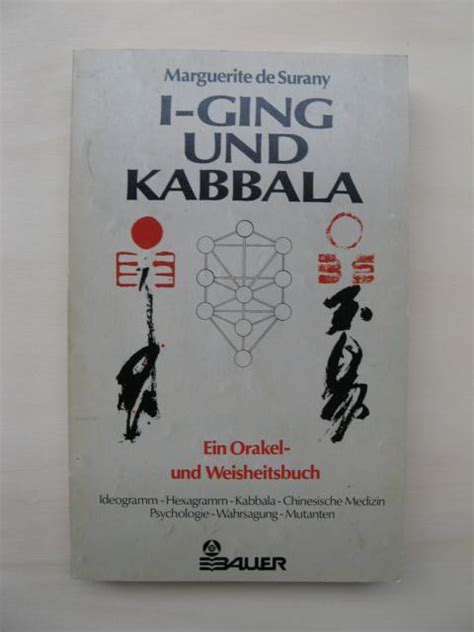 Marguerite de Surany
I-GING
UND
KABBALA
Ein Orakel-
und Weisheitsbuch
Ideogramm-Hexagramm-Kabbala-Chinesische Medizin
Psychologie-Wahrsagung-Mutanten
BAUER